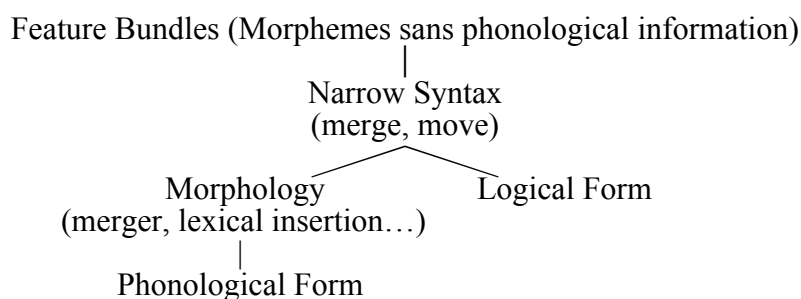 Feature Bundles (Morphemes sans phonological information)
Narrow Syntax
(merge, move)
Morphology Logical Form
(merger, lexical insertion…)
Phonological Form